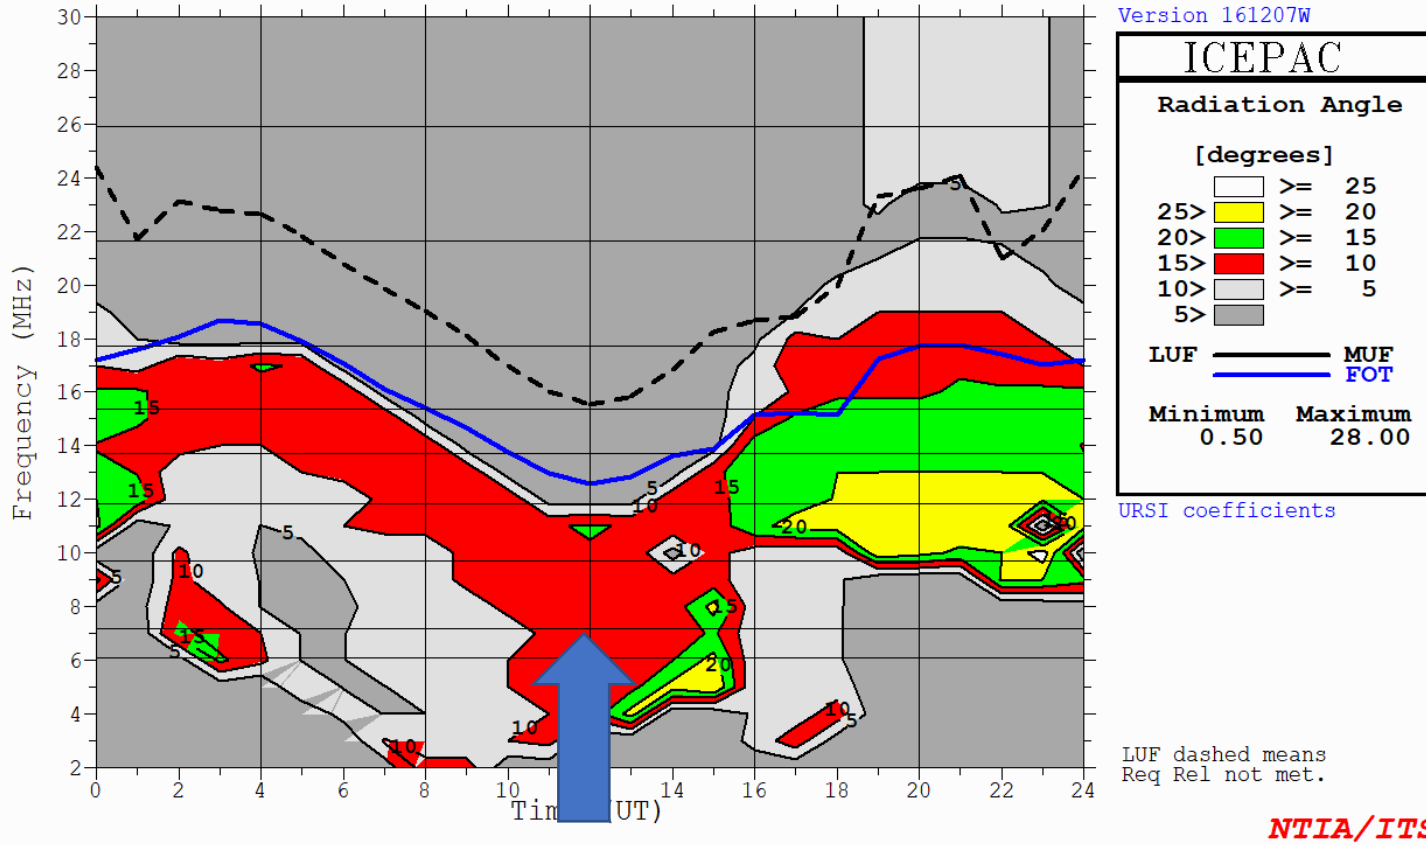 Version 161207W
ICEPAC
Radiation Angle
[degrees]
>= 25
25> >= 20
20> >= 15
15> >= 10
10> >= 5
5>
LUF MUF
FOT
Minimum Maximum
0.50 28.00
URSI coefficients
LUF dashed means
Req Rel not met.
NTIA/ITS
Frequency (MHz)
30
28
26
24
22
20
18
16
14
12
10
8
6
4
2
5
15
15
5
10
15
20
5
10
10
5
5
10
15
5
15
20
10
10
10
5
0 2 4 6 8 10 14 16 18 20 22 24
(UT)